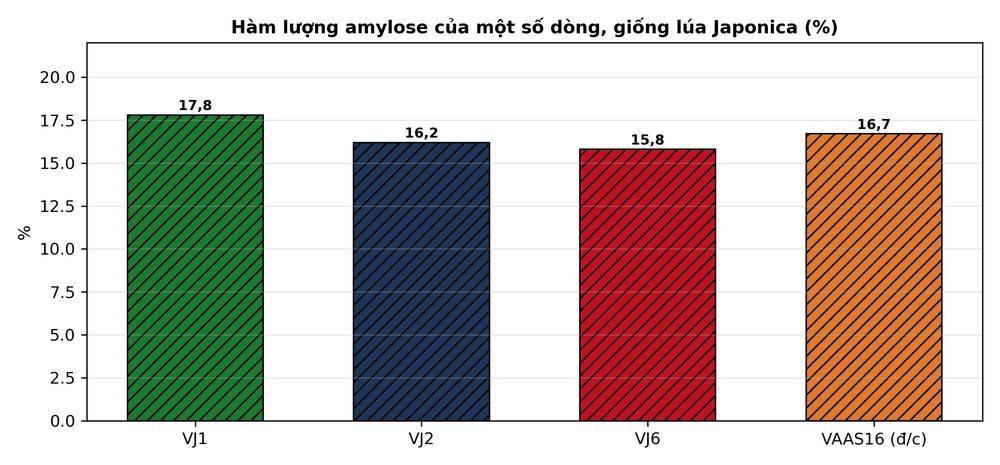 Hàm lượng amylose của một số dòng, giống lúa Japonica (%)
20.0
17.5
15.0
12.5
10.0
7.5
5.0
2.5
0.0
%
17,8
16,2
15,8
16,7
VJ1
VJ2
VJ6
VAAS16 (đ/c)